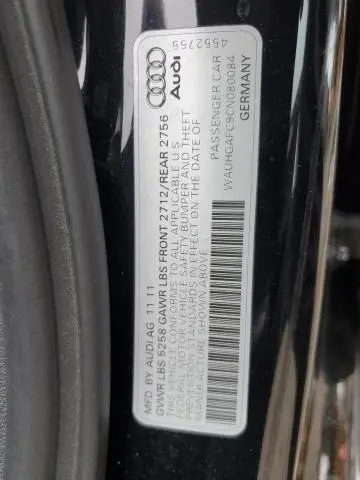 4552755
Audi
MFD BY AUDI AG 11 11
GVWR LBS 5258 GAWR LBS FRONT 2712/REAR 2756
THIS VEHICLE CONFORMS TO ALL APPLICABLE U S
FEDERAL MOTOR VEHICLE SAFETY BUMPER AND THEFT
PREVENTION STANDARDS IN EFFECT ON THE DATE OF
MANUFACTURE SHOWN ABOVE
PASSENGER CAR
WAUHGAFC9CN080084
GERMANY